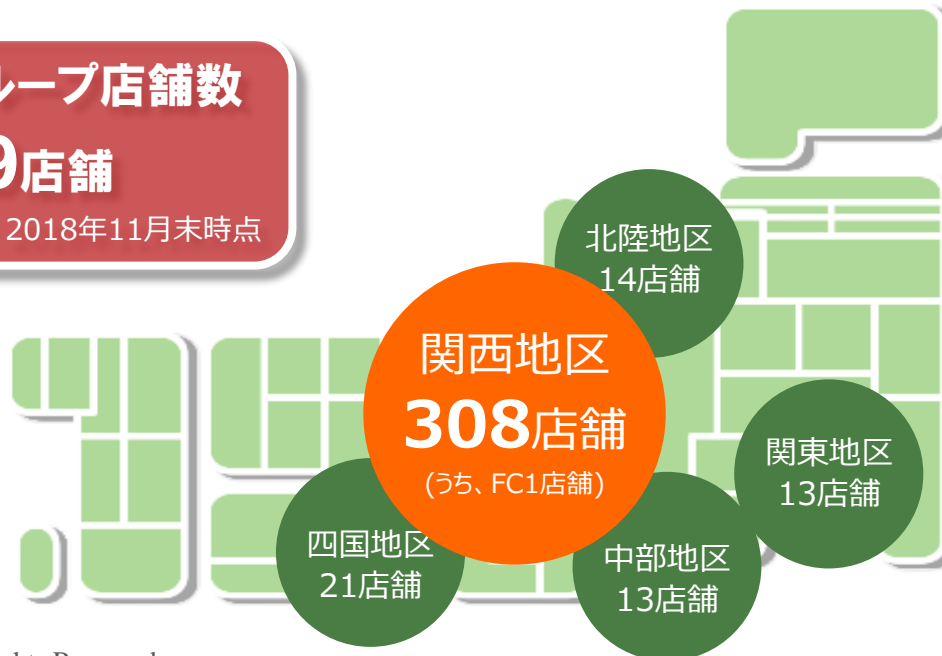 ループ店舗数
9店舗
2018年11月末時点
北陸地区
14店舗
関西地区
308店舗
(うち、FC1店舗)
関東地区
13店舗
四国地区
21店舗
中部地区
13店舗